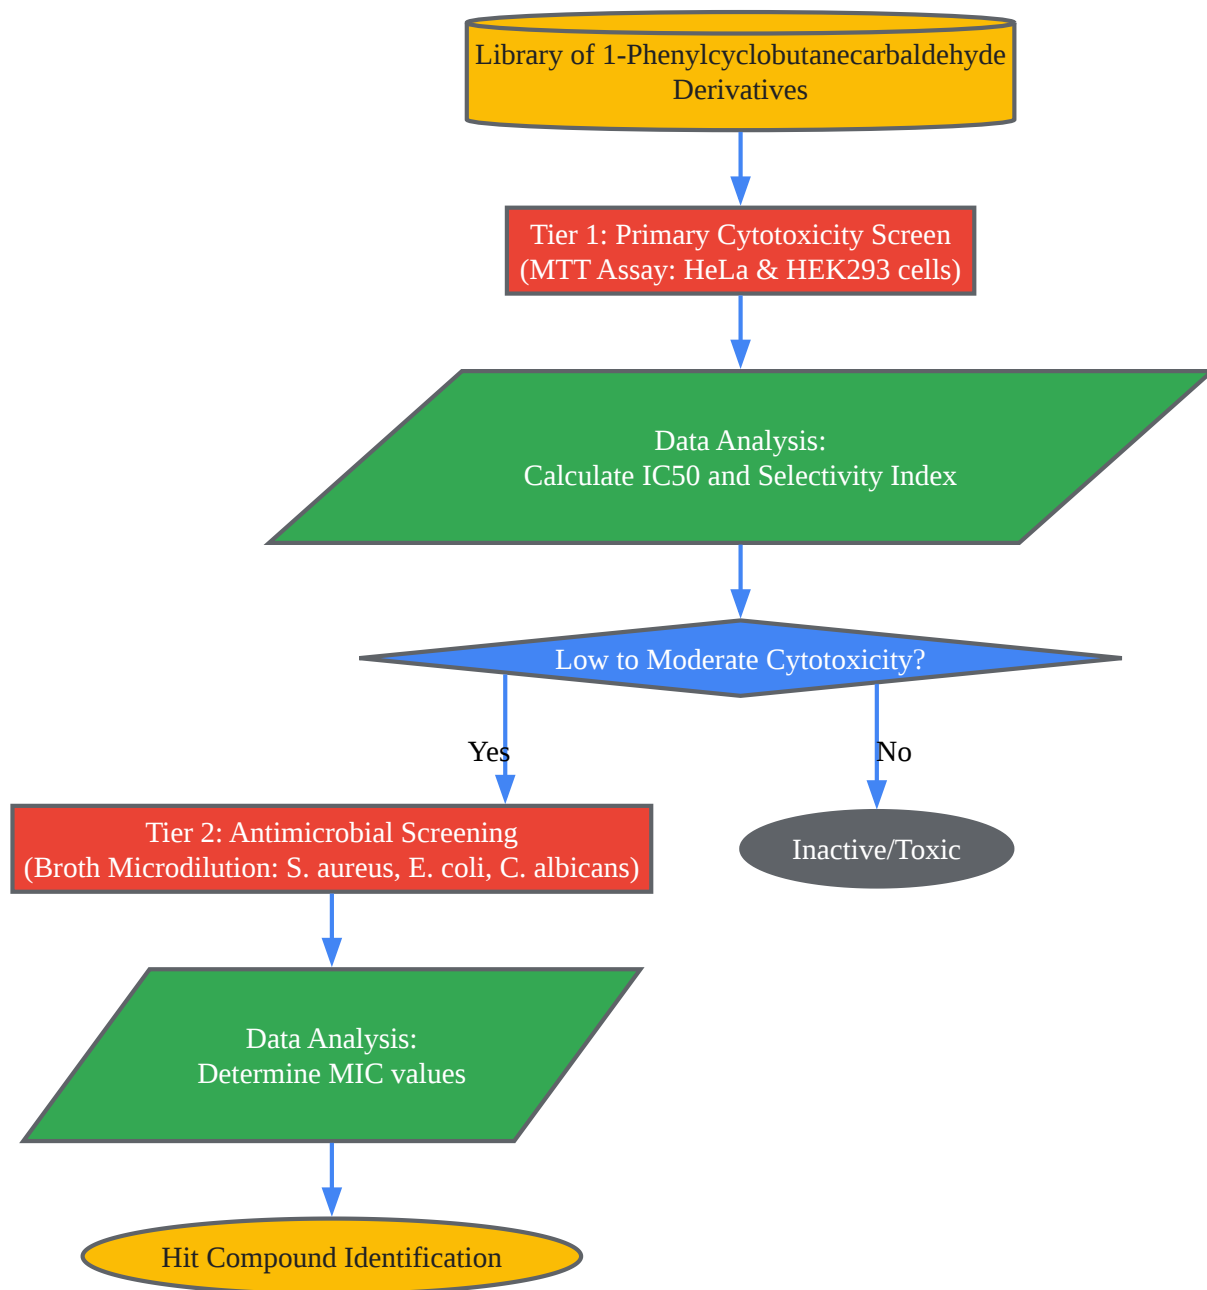 Library of 1-Phenylcyclobutanecarbaldehyde
Derivatives
Tier 1: Primary Cytotoxicity Screen
(MTT Assay: HeLa & HEK293 cells)
Data Analysis:
Calculate IC50 and Selectivity Index
Low to Moderate Cytotoxicity?
Yes
No
Tier 2: Antimicrobial Screening
(Broth Microdilution: S. aureus, E. coli, C. albicans)
Inactive/Toxic
Data Analysis:
Determine MIC values
Hit Compound Identification